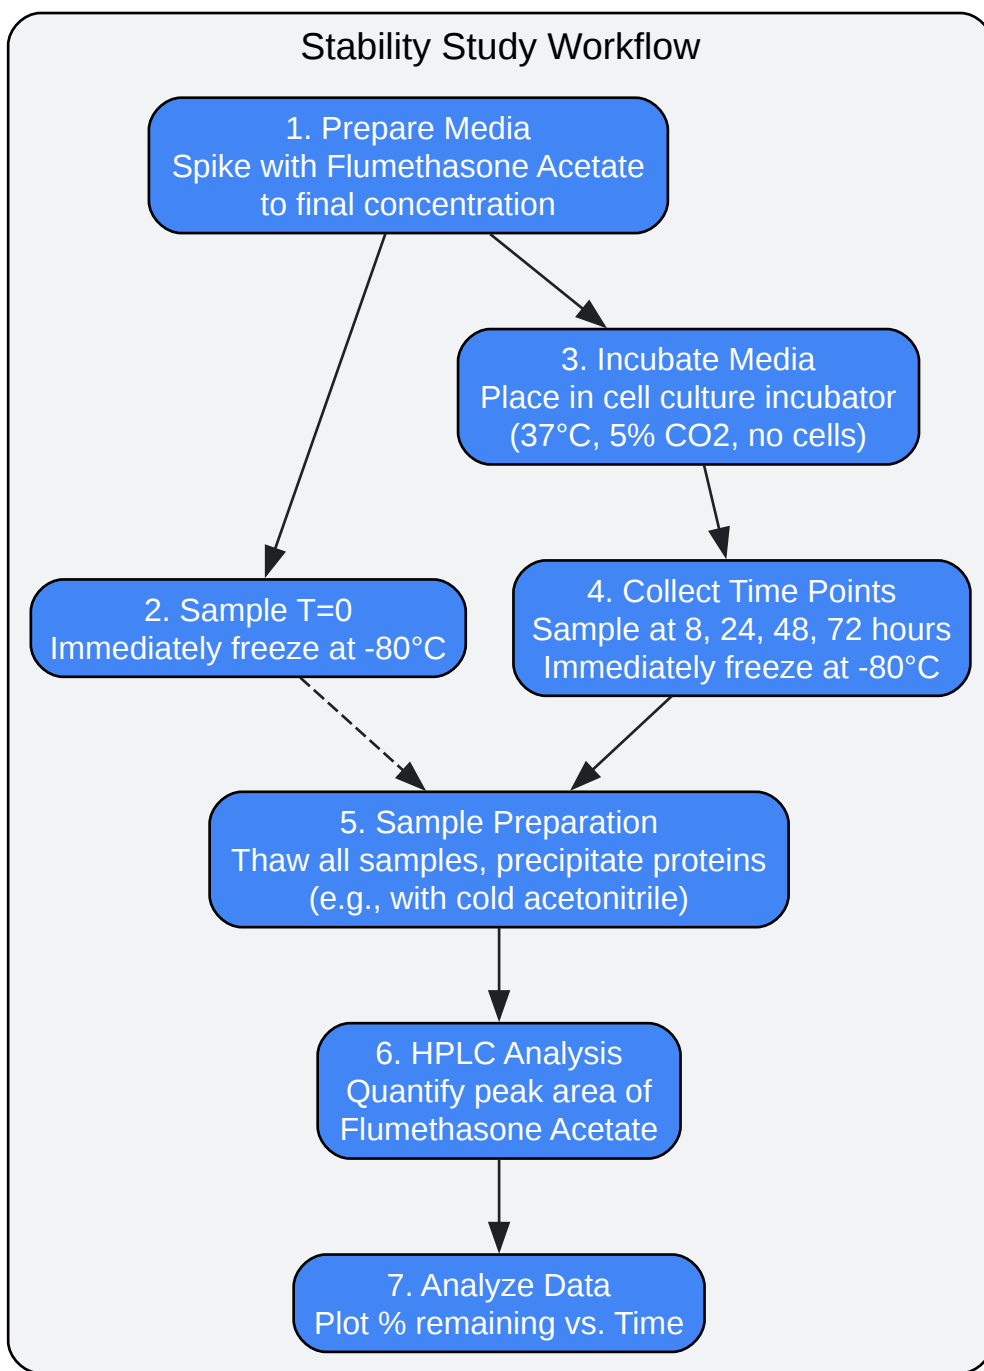 Stability Study Workflow
1. Prepare Media
Spike with Flumethasone Acetate
to final concentration
3. Incubate Media
Place in cell culture incubator
(37°C, 5% CO2, no cells)
2. Sample T=0
Immediately freeze at -80°C
4. Collect Time Points
Sample at 8, 24, 48, 72 hours
Immediately freeze at -80°C
5. Sample Preparation
Thaw all samples, precipitate proteins
(e.g., with cold acetonitrile)
6. HPLC Analysis
Quantify peak area of
Flumethasone Acetate
7. Analyze Data
Plot % remaining vs. Time